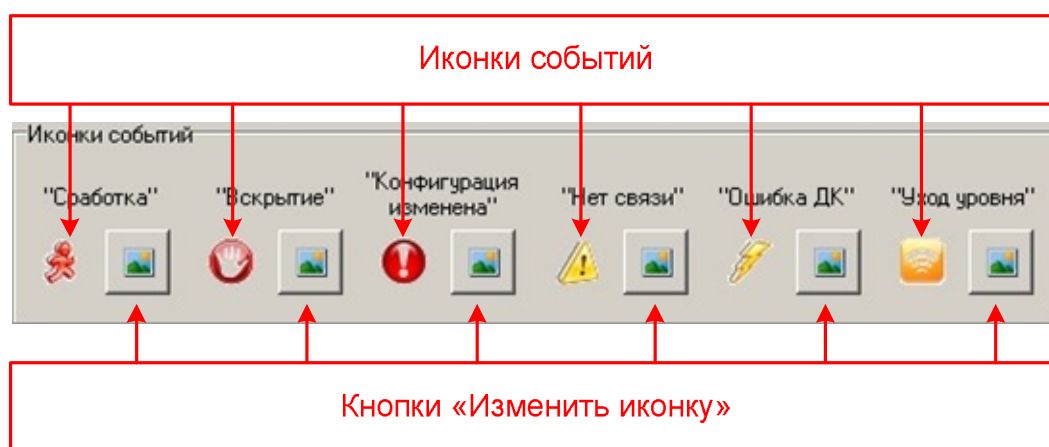 Иконки событий
Иконки событий
"Сработка"
"Вскрытие"
"Конфигурация
изменена"
"Нет связи"
"Ошибка ДК"
"Уход уровня"
Кнопки «Изменить иконку»